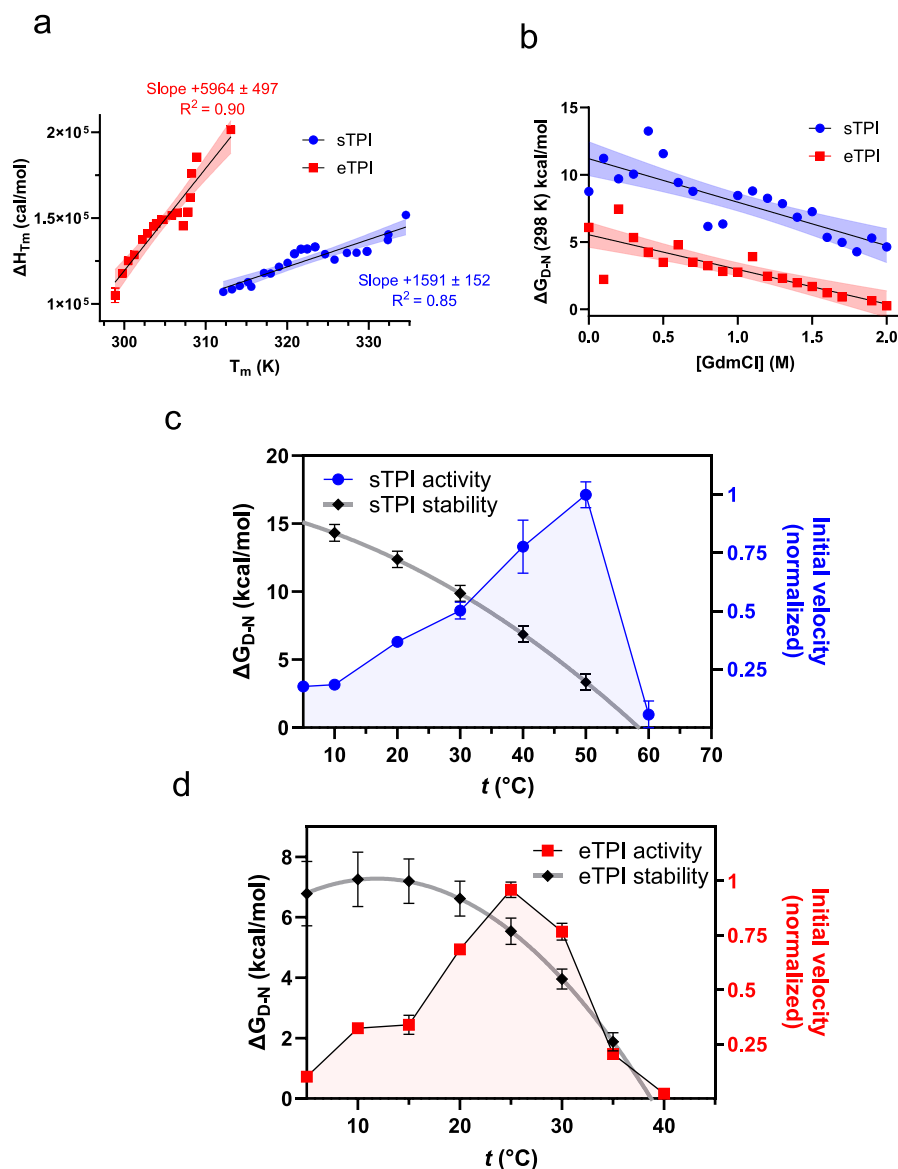 a
Slope +5964 ± 497
R² = 0.90
2×10⁵
1×10⁵
1×10⁵
ΔH_Tm (cal/mol)
sTPI
eTPI
Slope +1591 ± 152
R² = 0.85
300
310
320
330
T_m (K)
b
15
10
5
0
ΔG_D-N (298 K) kcal/mol
sTPI
eTPI
0.0
0.5
1.0
1.5
2.0
[GdmCl] (M)
c
20
15
10
5
0
ΔG_D-N (kcal/mol)
sTPI activity
sTPI stability
1
0.75
0.5
0.25
Initial velocity
(normalized)
10
20
30
40
50
60
70
t (°C)
d
8
6
4
2
0
ΔG_D-N (kcal/mol)
eTPI activity
eTPI stability
1
0.75
0.5
0.25
Initial velocity
(normalized)
10
20
30
40
t (°C)